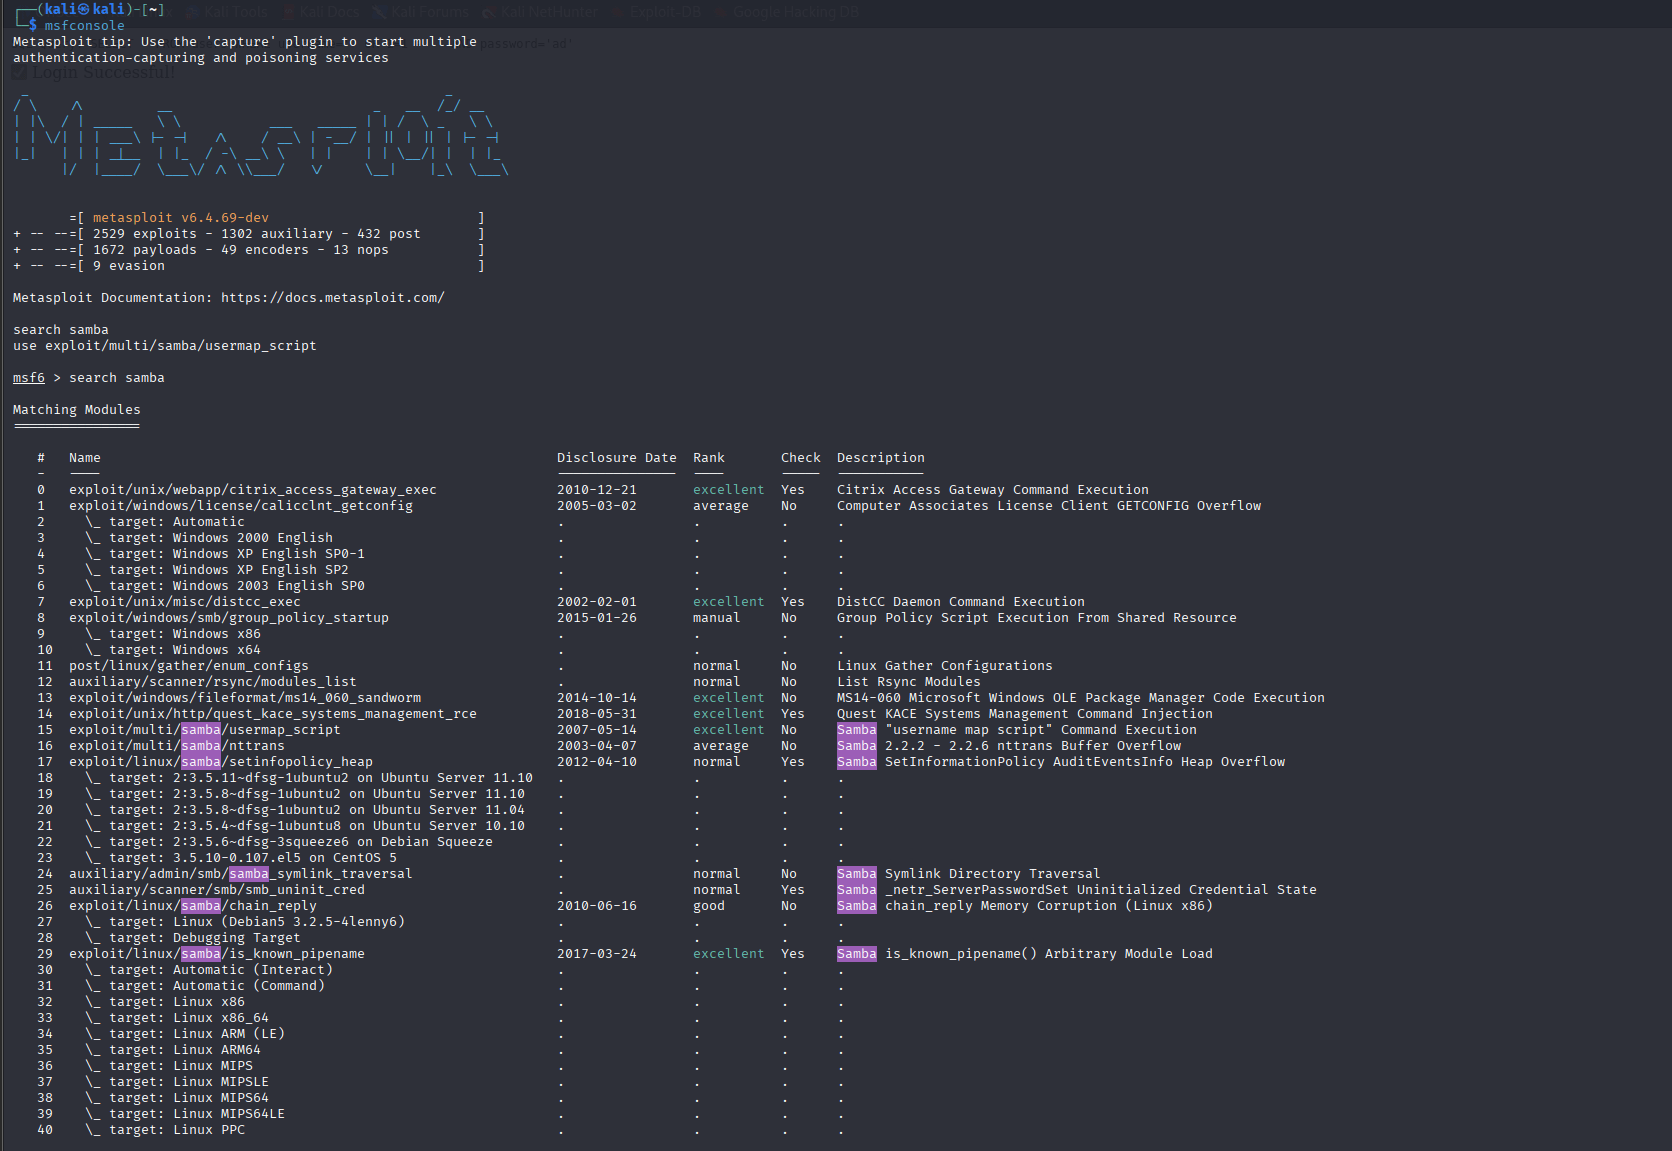 Kali Tools Kali Docs Kali Forums Kali NetHunter Exploit-DB Google Hacking DB
┌──(kali㉿kali)-[~]
└─$ msfconsole
Metasploit tip: Use the 'capture' plugin to start multiple password='ad'
authentication-capturing and poisoning services
Login Successful!
=[ metasploit v6.4.69-dev ]
+ -- --=[ 2529 exploits - 1302 auxiliary - 432 post ]
+ -- --=[ 1672 payloads - 49 encoders - 13 nops ]
+ -- --=[ 9 evasion ]
Metasploit Documentation: https://docs.metasploit.com/
search samba
use exploit/multi/samba/usermap_script
msf6 > search samba
Matching Modules
================
# Name Disclosure Date Rank Check Description
- ---- --------------- ---- ----- -----------
0 exploit/unix/webapp/citrix_access_gateway_exec 2010-12-21 excellent Yes Citrix Access Gateway Command Execution
1 exploit/windows/license/calicclnt_getconfig 2005-03-02 average No Computer Associates License Client GETCONFIG Overflow
2 \_ target: Automatic . . . .
3 \_ target: Windows 2000 English . . . .
4 \_ target: Windows XP English SP0-1 . . . .
5 \_ target: Windows XP English SP2 . . . .
6 \_ target: Windows 2003 English SP0 . . . .
7 exploit/unix/misc/distcc_exec 2002-02-01 excellent Yes DistCC Daemon Command Execution
8 exploit/windows/smb/group_policy_startup 2015-01-26 manual No Group Policy Script Execution From Shared Resource
9 \_ target: Windows x86 . . . .
10 \_ target: Windows x64 . . . .
11 post/linux/gather/enum_configs . normal No Linux Gather Configurations
12 auxiliary/scanner/rsync/modules_list . normal No List Rsync Modules
13 exploit/windows/fileformat/ms14_060_sandworm 2014-10-14 excellent No MS14-060 Microsoft Windows OLE Package Manager Code Execution
14 exploit/unix/http/quest_kace_systems_management_rce 2018-05-31 excellent Yes Quest KACE Systems Management Command Injection
15 exploit/multi/samba/usermap_script 2007-05-14 excellent No Samba "username map script" Command Execution
16 exploit/multi/samba/nttrans 2003-04-07 average No Samba 2.2.2 - 2.2.6 nttrans Buffer Overflow
17 exploit/linux/samba/setinfopolicy_heap 2012-04-10 normal Yes Samba SetInformationPolicy AuditEventsInfo Heap Overflow
18 \_ target: 2:3.5.11~dfsg-1ubuntu2 on Ubuntu Server 11.10 . . . .
19 \_ target: 2:3.5.8~dfsg-1ubuntu2 on Ubuntu Server 11.10 . . . .
20 \_ target: 2:3.5.8~dfsg-1ubuntu2 on Ubuntu Server 11.04 . . . .
21 \_ target: 2:3.5.4~dfsg-1ubuntu8 on Ubuntu Server 10.10 . . . .
22 \_ target: 2:3.5.6~dfsg-3squeeze6 on Debian Squeeze . . . .
23 \_ target: 3.5.10-0.107.el5 on CentOS 5 . . . .
24 auxiliary/admin/smb/samba_symlink_traversal . normal No Samba Symlink Directory Traversal
25 auxiliary/scanner/smb/smb_uninit_cred . normal Yes Samba _netr_ServerPasswordSet Uninitialized Credential State
26 exploit/linux/samba/chain_reply 2010-06-16 good No Samba chain_reply Memory Corruption (Linux x86)
27 \_ target: Linux (Debian5 3.2.5-4lenny6) . . . .
28 \_ target: Debugging Target . . . .
29 exploit/linux/samba/is_known_pipename 2017-03-24 excellent Yes Samba is_known_pipename() Arbitrary Module Load
30 \_ target: Automatic (Interact) . . . .
31 \_ target: Automatic (Command) . . . .
32 \_ target: Linux x86 . . . .
33 \_ target: Linux x86_64 . . . .
34 \_ target: Linux ARM (LE) . . . .
35 \_ target: Linux ARM64 . . . .
36 \_ target: Linux MIPS . . . .
37 \_ target: Linux MIPSLE . . . .
38 \_ target: Linux MIPS64 . . . .
39 \_ target: Linux MIPS64LE . . . .
40 \_ target: Linux PPC . . . .